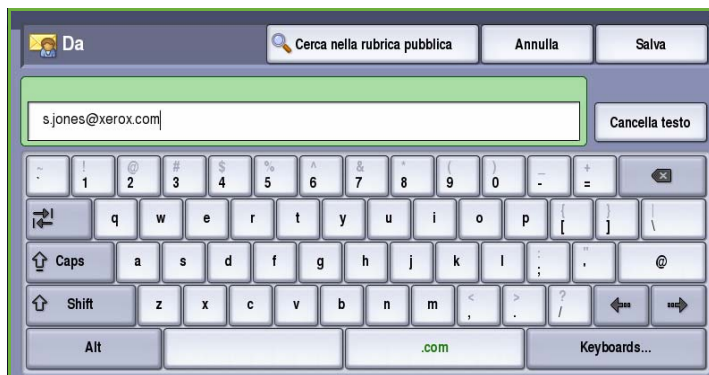 Da Cerca nella rubrica pubblica Annulla Salva
s.jones@xerox.com Cancella testo
~ ! @ # $ % ^ & * ( ) _ +
1 2 3 4 5 6 7 8 9 0 - =
q w e r t y u i o p { [ } ] | \
Caps a s d f g h j k l : ; " ' @
Shift z x c v b n m < , > . ? /
Alt .com Keyboards...